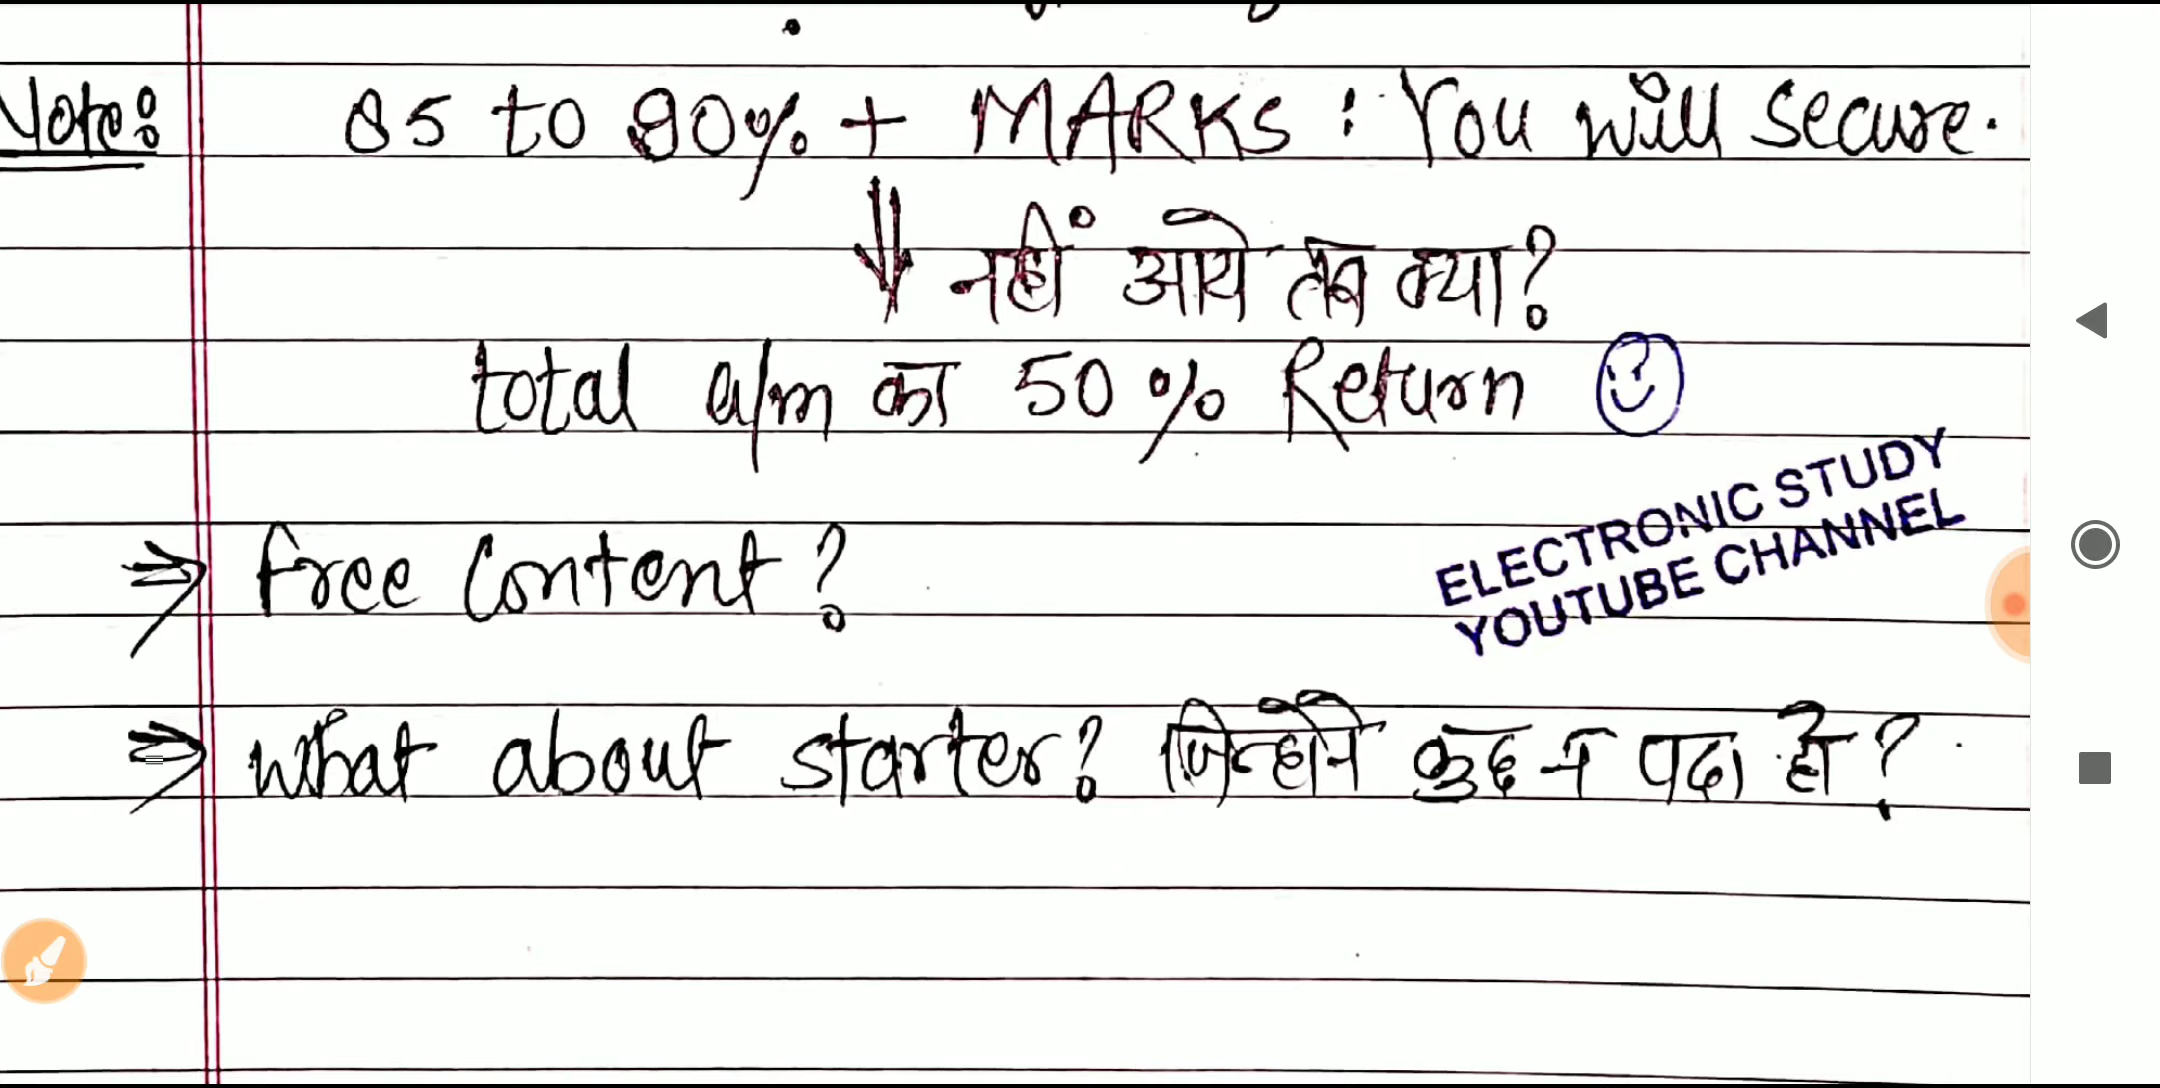 Note:
85 to 90% + MARKS : You will secure.
नहीं आये तब क्या?
total a/m का 50% Return
ELECTRONIC STUDY
YOUTUBE CHANNEL
free Content?
What about starter? जिन्होंने कुछ न पढ़ा हो?